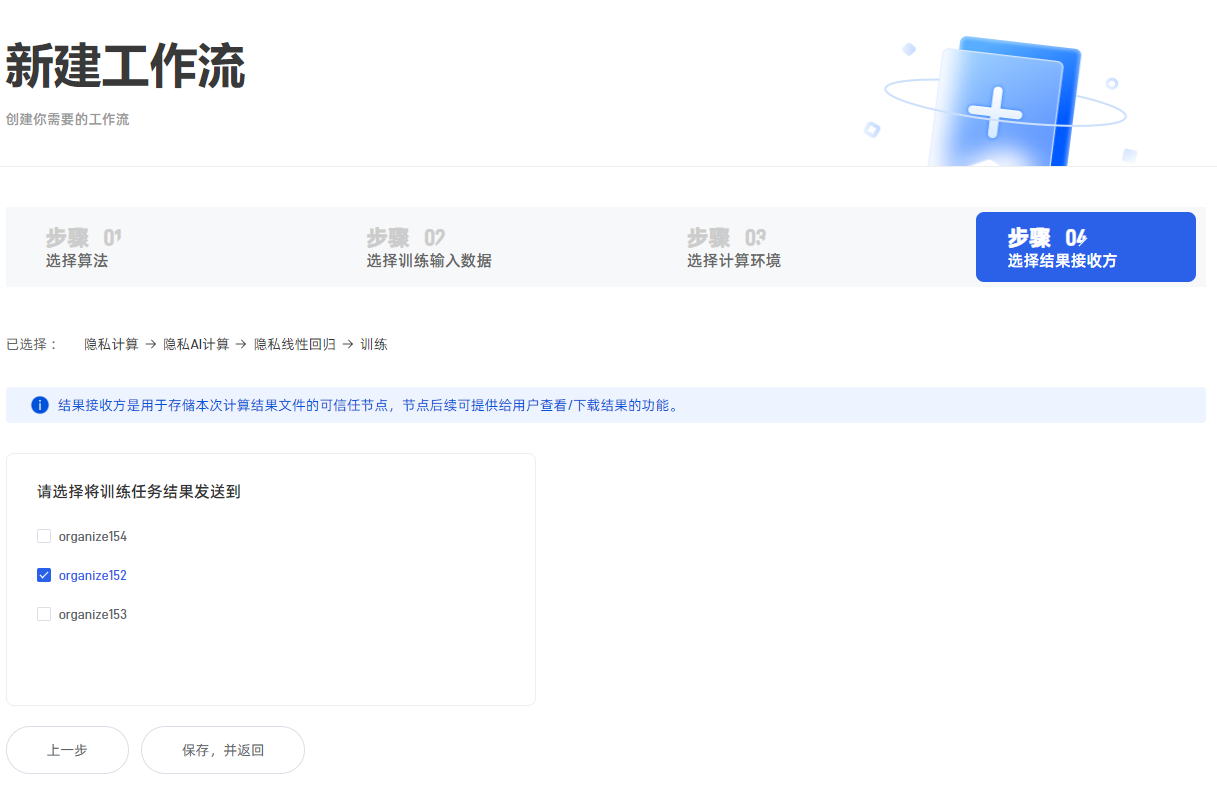 新建工作流
创建你需要的工作流
步骤 01
选择算法
步骤 02
选择训练输入数据
步骤 03
选择计算环境
步骤 04
选择结果接收方
已选择： 隐私计算 → 隐私AI计算 → 隐私线性回归 → 训练
结果接收方是用于存储本次计算结果文件的可信任节点，节点后续可提供给用户查看/下载结果的功能。
请选择将训练任务结果发送到
organize154
organize152
organize153
上一步
保存，并返回